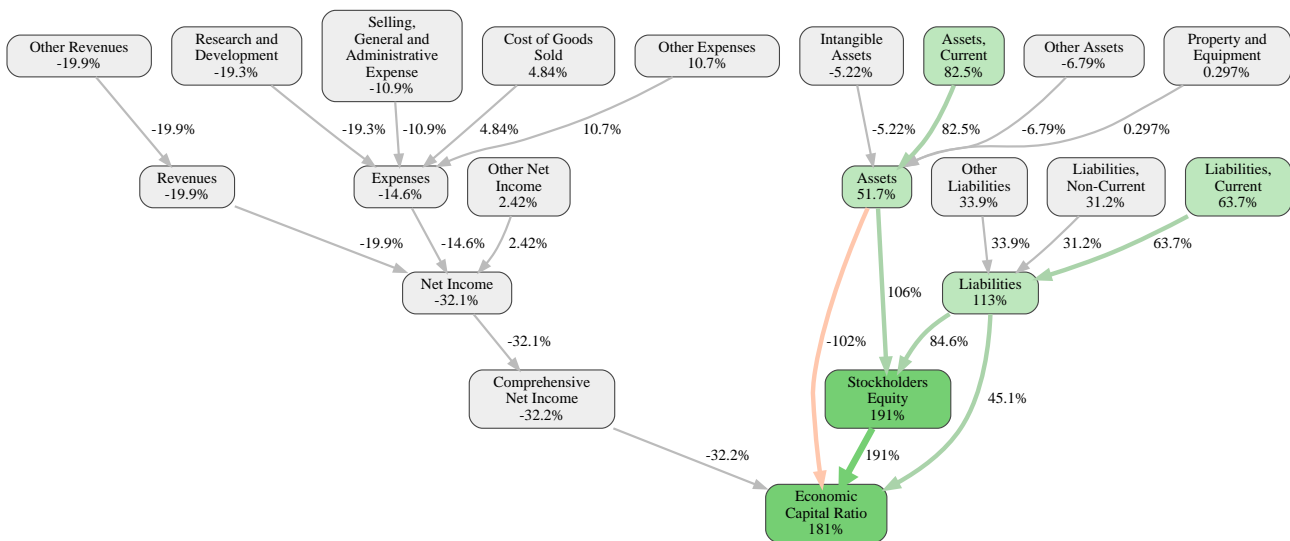 Other Revenues
-19.9%
Research and
Development
-19.3%
Selling,
General and
Administrative
Expense
-10.9%
Cost of Goods
Sold
4.84%
Other Expenses
10.7%
Intangible
Assets
-5.22%
Assets,
Current
82.5%
Other Assets
-6.79%
Property and
Equipment
0.297%
-19.9%
-19.3%
-10.9%
4.84%
10.7%
-5.22%
82.5%
-6.79%
0.297%
Revenues
-19.9%
Expenses
-14.6%
Other Net
Income
2.42%
Assets
51.7%
Other
Liabilities
33.9%
Liabilities,
Non-Current
31.2%
Liabilities,
Current
63.7%
-19.9%
-14.6%
2.42%
33.9%
31.2%
63.7%
Net Income
-32.1%
106%
Liabilities
113%
-32.1%
-102%
84.6%
Comprehensive
Net Income
-32.2%
Stockholders
Equity
191%
45.1%
-32.2%
191%
Economic
Capital Ratio
181%